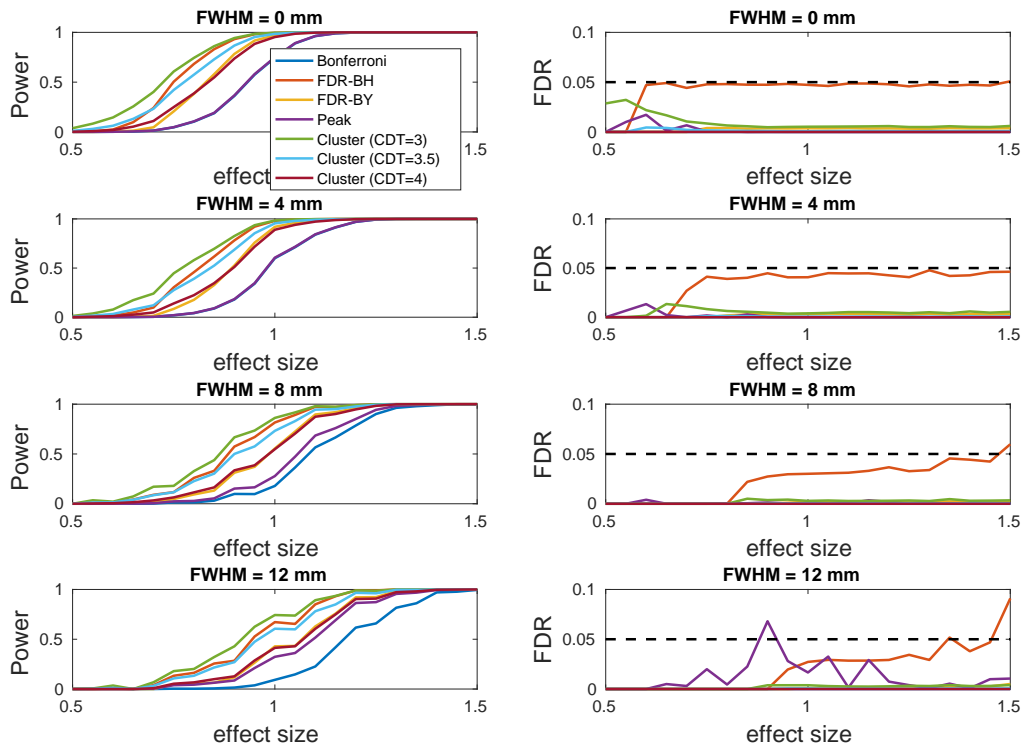 FWHM = 0 mm
1
0.5
0
Power
0.5
1.5
effect
Bonferroni
FDR-BH
FDR-BY
Peak
Cluster (CDT=3)
Cluster (CDT=3.5)
Cluster (CDT=4)
FWHM = 0 mm
0.1
0.05
0
FDR
0.5
1
1.5
effect size
FWHM = 4 mm
1
0.5
0
Power
0.5
1
1.5
effect size
FWHM = 4 mm
0.1
0.05
0
FDR
0.5
1
1.5
effect size
FWHM = 8 mm
1
0.5
0
Power
0.5
1
1.5
effect size
FWHM = 8 mm
0.1
0.05
0
FDR
0.5
1
1.5
effect size
FWHM = 12 mm
1
0.5
0
Power
0.5
1
1.5
effect size
FWHM = 12 mm
0.1
0.05
0
FDR
0.5
1
1.5
effect size